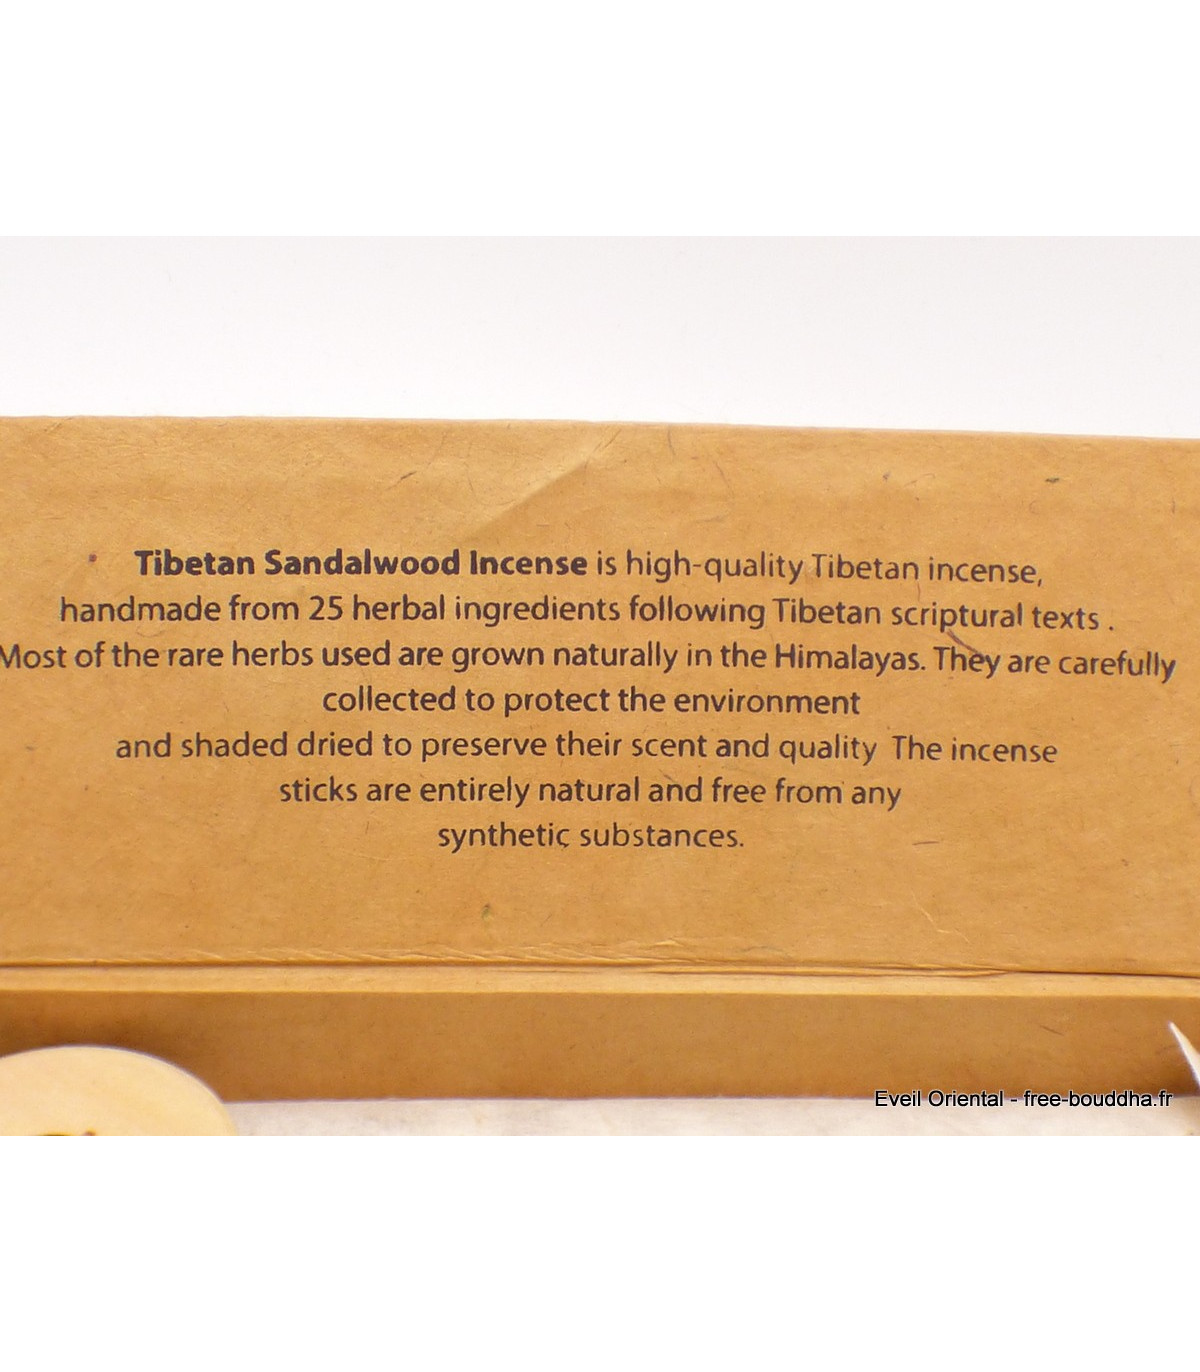 Tibetan Sandalwood Incense is high-quality Tibetan incense,
handmade from 25 herbal ingredients following Tibetan scriptural texts .
Most of the rare herbs used are grown naturally in the Himalayas. They are carefully
collected to protect the environment
and shaded dried to preserve their scent and quality The incense
sticks are entirely natural and free from any
synthetic substances.
Eveil Oriental - free-bouddha.fr